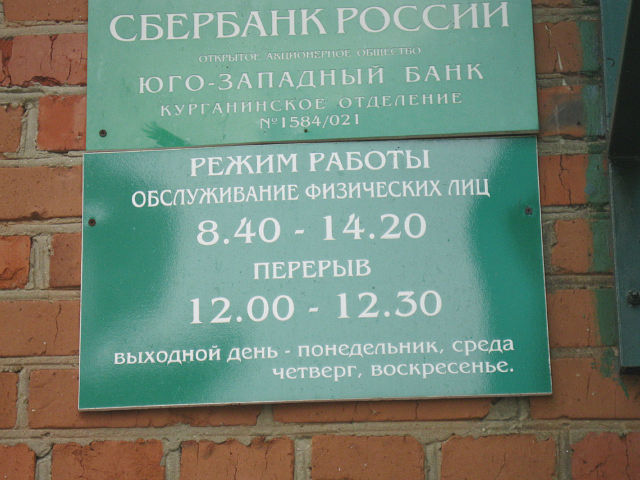 СБЕРБАНК РОССИИ
ОТКРЫТОЕ АКЦИОНЕРНОЕ ОБЩЕСТВО
ЮГО-ЗАПАДНЫЙ БАНК
КУРГАНИНСКОЕ ОТДЕЛЕНИЕ
№1584/021
РЕЖИМ РАБОТЫ
ОБСЛУЖИВАНИЕ ФИЗИЧЕСКИХ ЛИЦ
8.40 - 14.20
ПЕРЕРЫВ
12.00 - 12.30
выходной день - понедельник, среда
четверг, воскресенье.